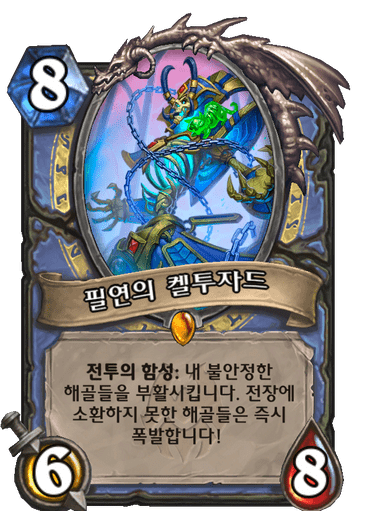 8
필연의 켈투자드
전투의 함성: 내 불안정한
해골들을 부활시킵니다. 전장에
소환하지 못한 해골들은 즉시
폭발합니다!
6
8